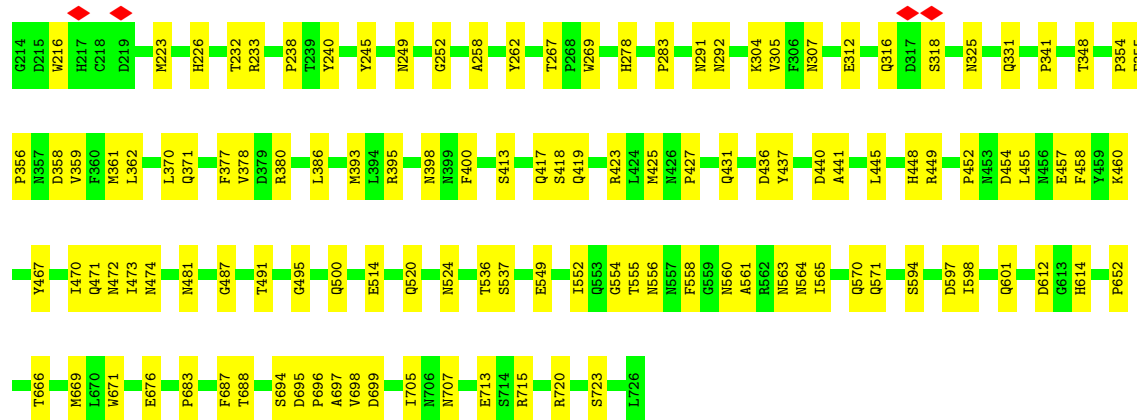 G214 D215 W216 H217 C218 D219 M223 H226 T232 R233 P238 T239 Y240 Y245 N249 G252 A258 Y262 T267 P268 W269 H278 P283 N291 N292 K304 V305 F306 N307 E312 Q316 D317 S318 N325 Q331 P341 T348 P354
P356 N357 D358 V359 F360 M361 L362 L370 Q371 F377 V378 D379 R380 L386 M393 L394 R395 N398 N399 F400 S413 Q417 S418 Q419 R423 L424 M425 N426 P427 Q431 D436 Y437 D440 A441 L445 H448 R449 P452 N453 D454 L455 N456 E457 F458 Y459 K460
Y467 I470 Q471 N472 I473 N474 N481 G487 T491 G495 Q500 E514 Q520 N524 T536 S537 E549 I552 Q553 G554 T555 N556 N557 F558 G559 N560 A561 R562 N563 N564 I565 Q570 Q571 S594 D597 I598 Q601 D612 G613 H614 P652
T666 M669 L670 W671 E676 P683 F687 T688 S694 D695 P696 A697 V698 D699 I705 N706 N707 E713 S714 R715 R720 S723 L726